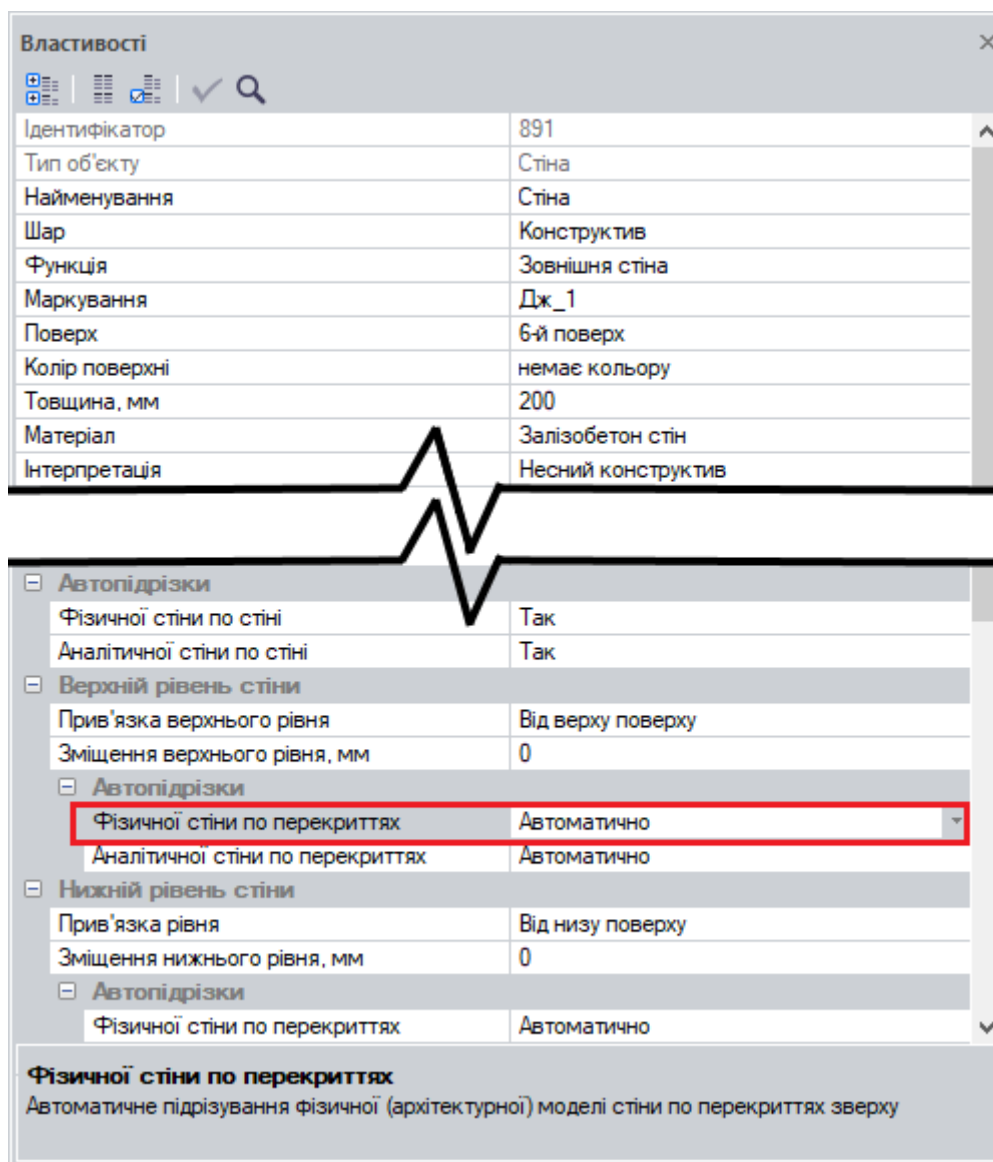 Властивості
Ідентифікатор 891
Тип об'єкту Стіна
Найменування Стіна
Шар Конструктив
Функція Зовнішня стіна
Маркування Дж_1
Поверх 6-й поверх
Колір поверхні немає кольору
Товщина, мм 200
Матеріал Залізобетон стін
Інтерпретація Несний конструктив
Автопідрізки
Фізичної стіни по стіні Так
Аналітичної стіни по стіні Так
Верхній рівень стіни
Прив'язка верхнього рівня Від верху поверху
Зміщення верхнього рівня, мм 0
Автопідрізки
Фізичної стіни по перекриттях Автоматично
Аналітичної стіни по перекриттях Автоматично
Нижній рівень стіни
Прив'язка рівня Від низу поверху
Зміщення нижнього рівня, мм 0
Автопідрізки
Фізичної стіни по перекриттях Автоматично
Фізичної стіни по перекриттях
Автоматичне підрізування фізичної (архітектурної) моделі стіни по перекриттях зверху